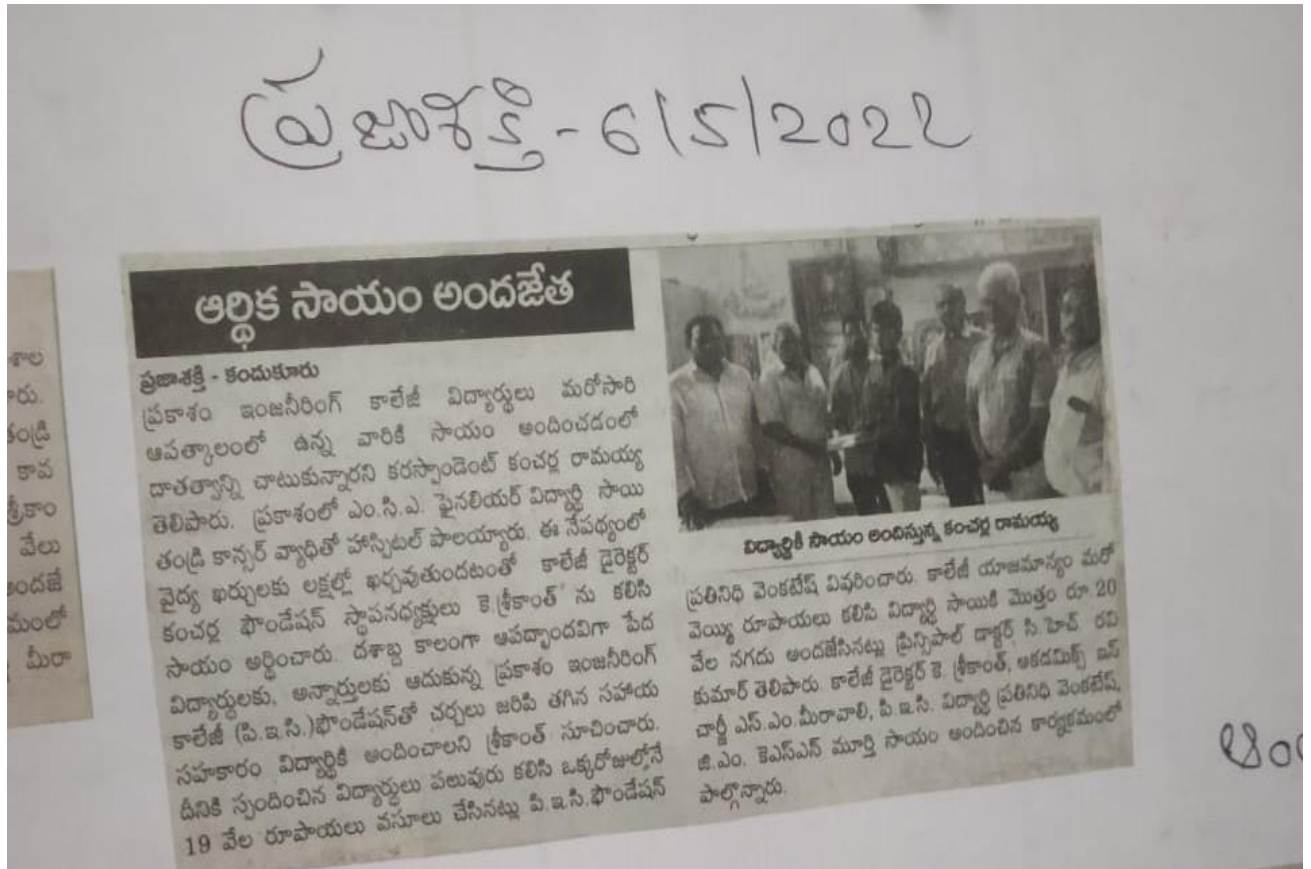 ప్రజాశక్తి - 6/5/2022
ఆర్థిక సాయం అందజేత
ప్రజాశక్తి - కందుకూరు
ప్రకాశం ఇంజనీరింగ్ కాలేజీ విద్యార్థులు మరోసారి
ఆపత్కాలంలో ఉన్న వారికి సాయం అందించడంలో
దాతత్వాన్ని చాటుకున్నారని కరస్పాండెంట్ కంచర్ల రామయ్య
తెలిపారు. ప్రకాశంలో ఎం.సి.ఎ. ఫైనలియర్ విద్యార్థి సాయి
తండ్రి కాన్సర్ వ్యాధితో హాస్పిటల్ పాలయ్యారు. ఈ నేపథ్యంలో
వైద్య ఖర్చులకు లక్షల్లో ఖర్చవుతుందటంతో కాలేజీ డైరెక్టర్
కంచర్ల ఫౌండేషన్ స్థాపనధ్యక్షులు కె.శ్రీకాంత్ ను కలిసి
సాయం అర్థించారు. దశాబ్ద కాలంగా ఆపద్బాందవిగా పేద
విద్యార్థులకు, అన్నార్తులకు ఆదుకున్న ప్రకాశం ఇంజనీరింగ్
కాలేజీ (పి.ఇ.సి.)ఫౌండేషన్‌తో చర్చలు జరిపి తగిన సహాయ
సహకారం విద్యార్థికి అందించాలని శ్రీకాంత్ సూచించారు.
దీనికి స్పందించిన విద్యార్థులు పలువురు కలిసి ఒక్కరోజుల్లోనే
19 వేల రూపాయలు వసూలు చేసినట్లు పి.ఇ.సి.ఫౌండేషన్
విద్యార్థికి సాయం అందిస్తున్న కంచర్ల రామయ్య
ప్రతినిధి వెంకటేష్ వివరించారు. కాలేజీ యాజమాన్యం మరో
వెయ్యి రూపాయలు కలిపి విద్యార్థి సాయికి మొత్తం రూ 20
వేల నగదు అందజేసినట్లు ప్రిన్సిపాల్ డాక్టర్ సి.హెచ్ రవి
కుమార్ తెలిపారు. కాలేజీ డైరెక్టర్ కె. శ్రీకాంత్, అకడమిక్స్ ఇన్
చార్జీ ఎస్.ఎం.మీరావాలి, పి.ఇ.సి. విద్యార్థి ప్రతినిధి వెంకటేష్,
జి.ఎం. కెఎస్ఎన్ మూర్తి సాయం అందించిన కార్యక్రమంలో
పాల్గొన్నారు.